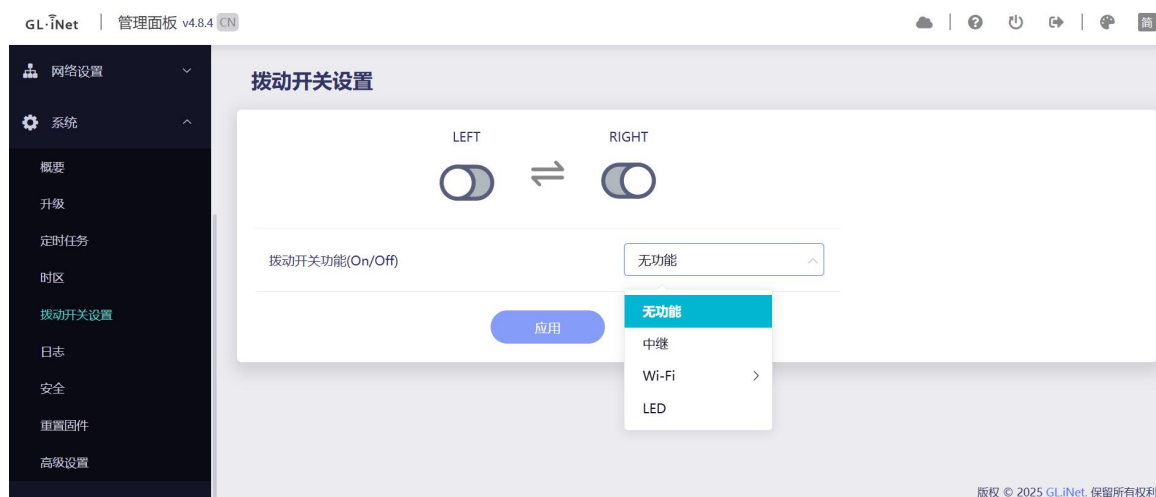 GL·iNet | 管理面板 v4.8.4 CN
简
网络设置
系统
概要
升级
定时任务
时区
拨动开关设置
日志
安全
重置固件
高级设置
拨动开关设置
LEFT RIGHT
拨动开关功能(On/Off) 无功能
无功能
中继
Wi-Fi
LED
应用
版权 © 2025 GL.iNet. 保留所有权利